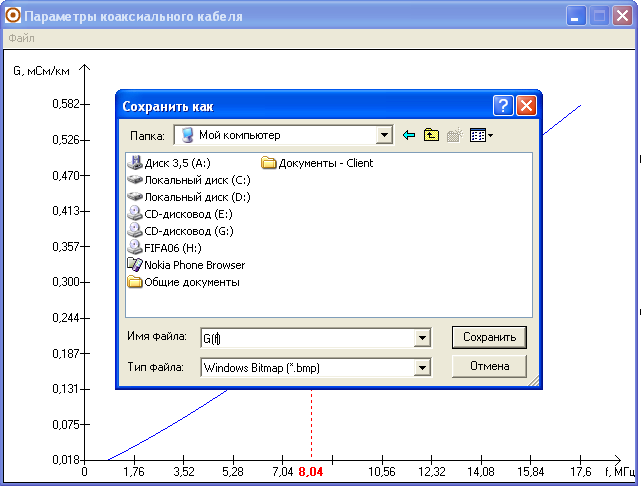 Параметры коаксиального кабеля
Файл
G, мСм/км
0,582
0,526
0,470
0,413
0,357
0,300
0,244
0,187
0,131
0,075
0,018
0 1,76 3,52 5,28 7,04 8,04 10,56 12,32 14,08 15,84 17,6 f, МГц
Сохранить как
Папка: Мой компьютер
Диск 3,5 (A:) Документы - Client
Локальный диск (C:)
Локальный диск (D:)
CD-дисковод (E:)
CD-дисковод (G:)
FIFA06 (H:)
Nokia Phone Browser
Общие документы
Имя файла: G(f) Сохранить
Тип файла: Windows Bitmap (*.bmp) Отмена